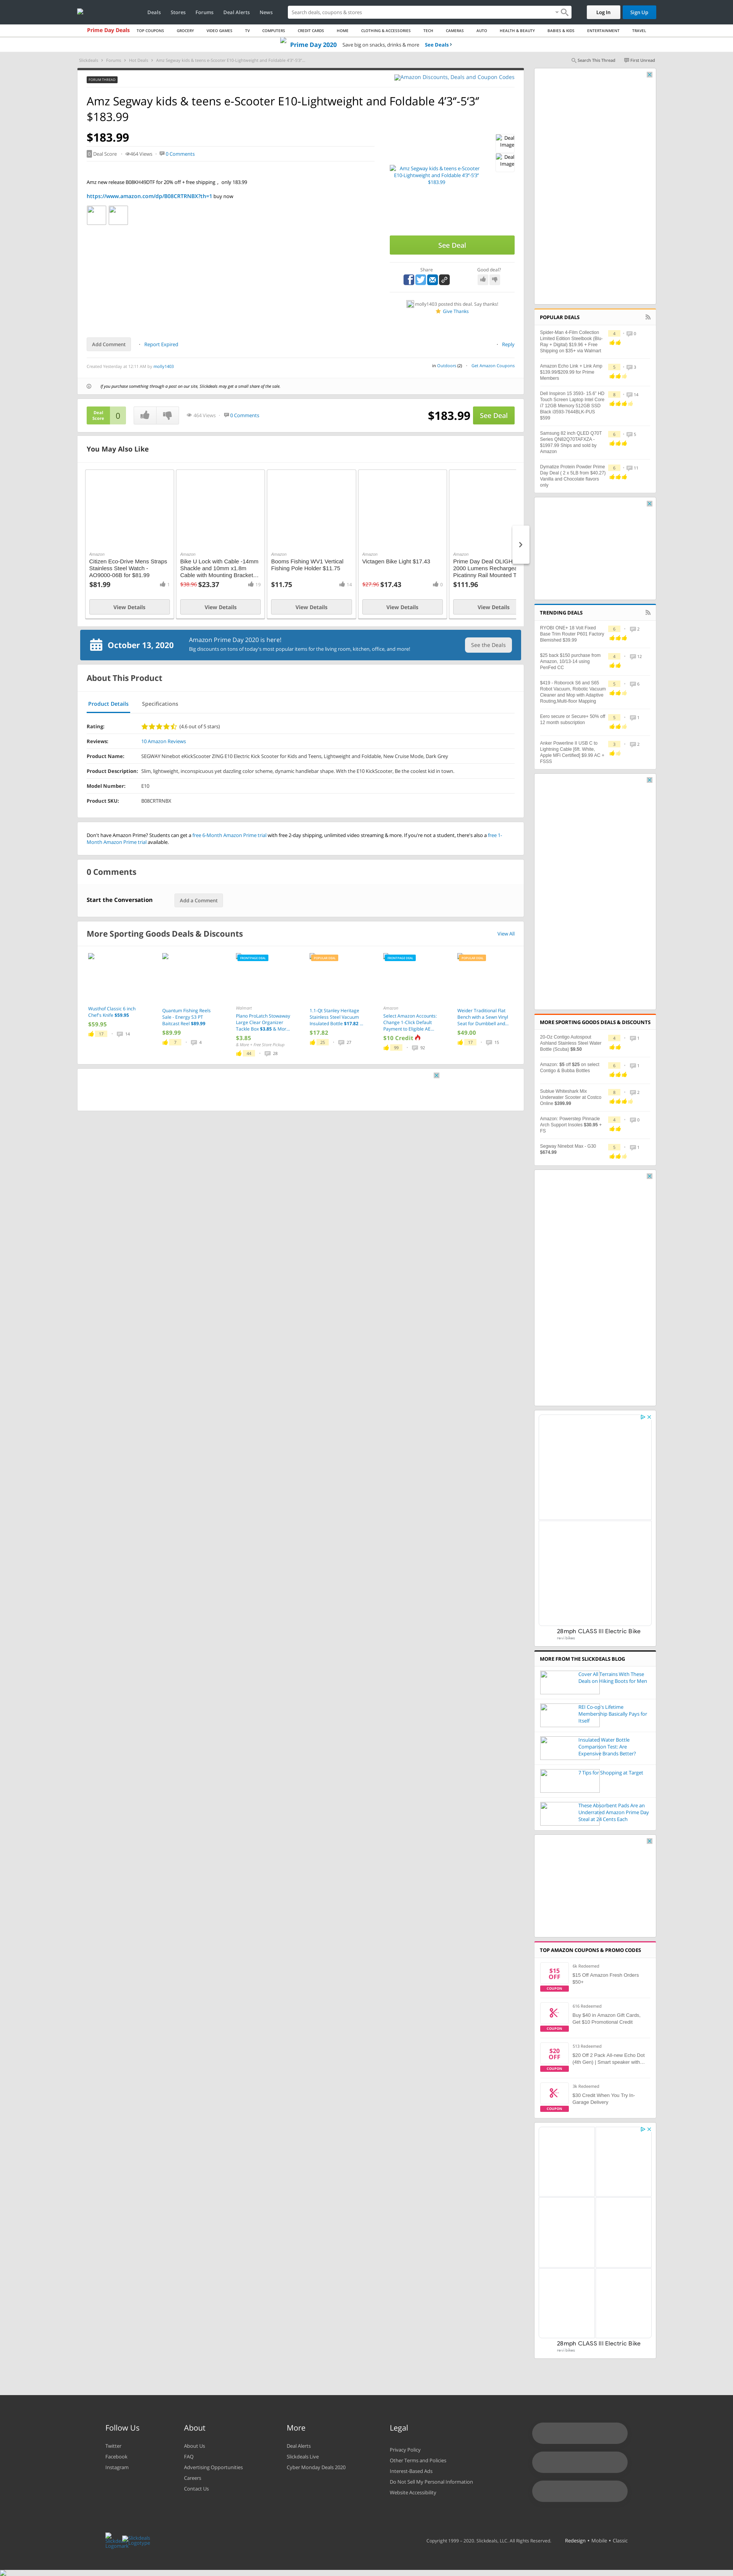 Deals
Stores
Forums
Deal Alerts
News
Search deals, coupons & stores
Log In
Sign Up
Prime Day Deals
TOP COUPONS
GROCERY
VIDEO GAMES
TV
COMPUTERS
CREDIT CARDS
HOME
CLOTHING & ACCESSORIES
TECH
CAMERAS
AUTO
HEALTH & BEAUTY
BABIES & KIDS
ENTERTAINMENT
TRAVEL
Prime Day 2020 Save big on snacks, drinks & more See Deals
Slickdeals > Forums > Hot Deals > Amz Segway kids & teens e-Scooter E10-Lightweight and Foldable 4’3”-5’3”
Search This Thread
First Unread
FORUM THREAD
Amazon Discounts, Deals and Coupon Codes
Amz Segway kids & teens e-Scooter E10-Lightweight and Foldable 4’3”-5’3”
$183.99
$183.99
0 Deal Score
464 Views
0 Comments
Amz new release B08KH49DTF for 20% off + free shipping， only 183.99
https://www.amazon.com/dp/B08CRTRNBX?th=1 buy now
Amz Segway kids & teens e-Scooter
E10-Lightweight and Foldable 4’3”-5’3”
$183.99
Deal Image
Deal Image
See Deal
Share
Good deal?
molly1403 posted this deal. Say thanks!
Give Thanks
Add Comment
Report Expired
Reply
Created Yesterday at 12:11 AM by molly1403
in Outdoors (2)
Get Amazon Coupons
If you purchase something through a post on our site, Slickdeals may get a small share of the sale.
Deal Score 0
464 Views
0 Comments
$183.99
See Deal
You May Also Like
Amazon
Citizen Eco-Drive Mens Straps Stainless Steel Watch - AO9000-06B for $81.99
$81.99
1
View Details
Amazon
Bike U Lock with Cable -14mm Shackle and 10mm x1.8m Cable with Mounting Bracket...
$38.90 $23.37
19
View Details
Amazon
Booms Fishing WV1 Vertical Fishing Pole Holder $11.75
$11.75
14
View Details
Amazon
Victagen Bike Light $17.43
$27.90 $17.43
0
View Details
Amazon
Prime Day Deal OLIGH
2000 Lumens Recharge
Picatinny Rail Mounted T
$111.96
View Details
October 13, 2020
Amazon Prime Day 2020 is here!
Big discounts on tons of today's most popular items for the living room, kitchen, office, and more!
See the Deals
About This Product
Product Details
Specifications
Rating: (4.6 out of 5 stars)
Reviews: 10 Amazon Reviews
Product Name: SEGWAY Ninebot eKickScooter ZING E10 Electric Kick Scooter for Kids and Teens, Lightweight and Foldable, New Cruise Mode, Dark Grey
Product Description: Slim, lightweight, inconspicuous yet dazzling color scheme, dynamic handlebar shape. With the E10 KickScooter, Be the coolest kid in town.
Model Number: E10
Product SKU: B08CRTRNBX
Don't have Amazon Prime? Students can get a free 6-Month Amazon Prime trial with free 2-day shipping, unlimited video streaming & more. If you're not a student, there's also a free 1-
Month Amazon Prime trial available.
0 Comments
Start the Conversation
Add a Comment
More Sporting Goods Deals & Discounts
View All
Wusthof Classic 6 inch Chef's Knife $59.95
$59.95
17
14
Quantum Fishing Reels Sale - Energy S3 PT Baitcast Reel $89.99
$89.99
7
4
FRONTPAGE DEAL
Walmart
Plano ProLatch Stowaway Large Clear Organizer Tackle Box $3.85 & Mor...
$3.85
& More + Free Store Pickup
44
28
POPULAR DEAL
1.1-Qt Stanley Heritage Stainless Steel Vacuum Insulated Bottle $17.82 ...
$17.82
25
27
FRONTPAGE DEAL
Amazon
Select Amazon Accounts: Change 1 Click Default Payment to Eligible AE...
$10 Credit
94
92
POPULAR DEAL
Weider Traditional Flat Bench with a Sewn Vinyl Seat for Dumbbell and...
$49.00
17
15
POPULAR DEALS
Spider-Man 4-Film Collection Limited Edition Steelbook (Blu-Ray + Digital) $19.96 + Free Shipping on $35+ via Walmart
4
0
Amazon Echo Link + Link Amp $139.99/$209.99 for Prime Members
5
3
Dell Inspiron 15 3593- 15.6" HD Touch Screen Laptop Intel Core i7 12GB Memory 512GB SSD Black i3593-7644BLK-PUS $599
8
14
Samsung 82 inch QLED Q70T Series QN82Q70TAFXZA - $1997.99 Ships and sold by Amazon
6
5
Dymatize Protein Powder Prime Day Deal ( 2 x 5LB from $40.27) Vanilla and Chocolate flavors only
6
11
TRENDING DEALS
RYOBI ONE+ 18 Volt Fixed Base Trim Router P601 Factory Blemished $39.99
6
2
$25 back $150 purchase from Amazon, 10/13-14 using PenFed CC
4
12
$419 - Roborock S6 and S65 Robot Vacuum, Robotic Vacuum Cleaner and Mop with Adaptive Routing,Multi-floor Mapping
5
6
Eero secure or Secure+ 50% off 12 month subscription
5
1
Anker Powerline II USB C to Lightning Cable [6ft, White, Apple MFi Certified] $9.99 AC + FSSS
3
2
MORE SPORTING GOODS DEALS & DISCOUNTS
20-Oz Contigo Autospout Ashland Stainless Steel Water Bottle (Scuba) $8.59
4
1
Amazon: $5 off $25 on select Contigo & Bubba Bottles
6
1
Sublue Whiteshark Mix Underwater Scooter at Costco Online $399.99
8
2
Amazon: Powerstep Pinnacle Arch Support Insoles $30.95 + FS
4
0
Segway Ninebot Max - G30 $674.99
5
1
28mph CLASS III Electric Bike
MORE FROM THE SLICKDEALS BLOG
Cover All Terrains With These Deals on Hiking Boots for Men
REI Co-op's Lifetime Membership Basically Pays for Itself
Insulated Water Bottle Comparison Test: Are Expensive Brands Better?
7 Tips for Shopping at Target
These Absorbent Pads Are an Underrated Amazon Prime Day Steal at 24 Cents Each
TOP AMAZON COUPONS & PROMO CODES
$15 OFF
COUPON
6k Redeemed
$15 Off Amazon Fresh Orders $50+
COUPON
616 Redeemed
Buy $40 in Amazon Gift Cards, Get $10 Promotional Credit
$20 OFF
COUPON
513 Redeemed
$20 Off 2 Pack All-new Echo Dot (4th Gen) | Smart speaker with...
COUPON
3k Redeemed
$30 Credit When You Try In-Garage Delivery
28mph CLASS III Electric Bike
Follow Us
Twitter
Facebook
Instagram
About
About Us
FAQ
Advertising Opportunities
Careers
Contact Us
More
Deal Alerts
Slickdeals Live
Cyber Monday Deals 2020
Legal
Privacy Policy
Other Terms and Policies
Interest-Based Ads
Do Not Sell My Personal Information
Website Accessibility
Copyright 1999 - 2020. Slickdeals, LLC. All Rights Reserved.
Redesign • Mobile • Classic